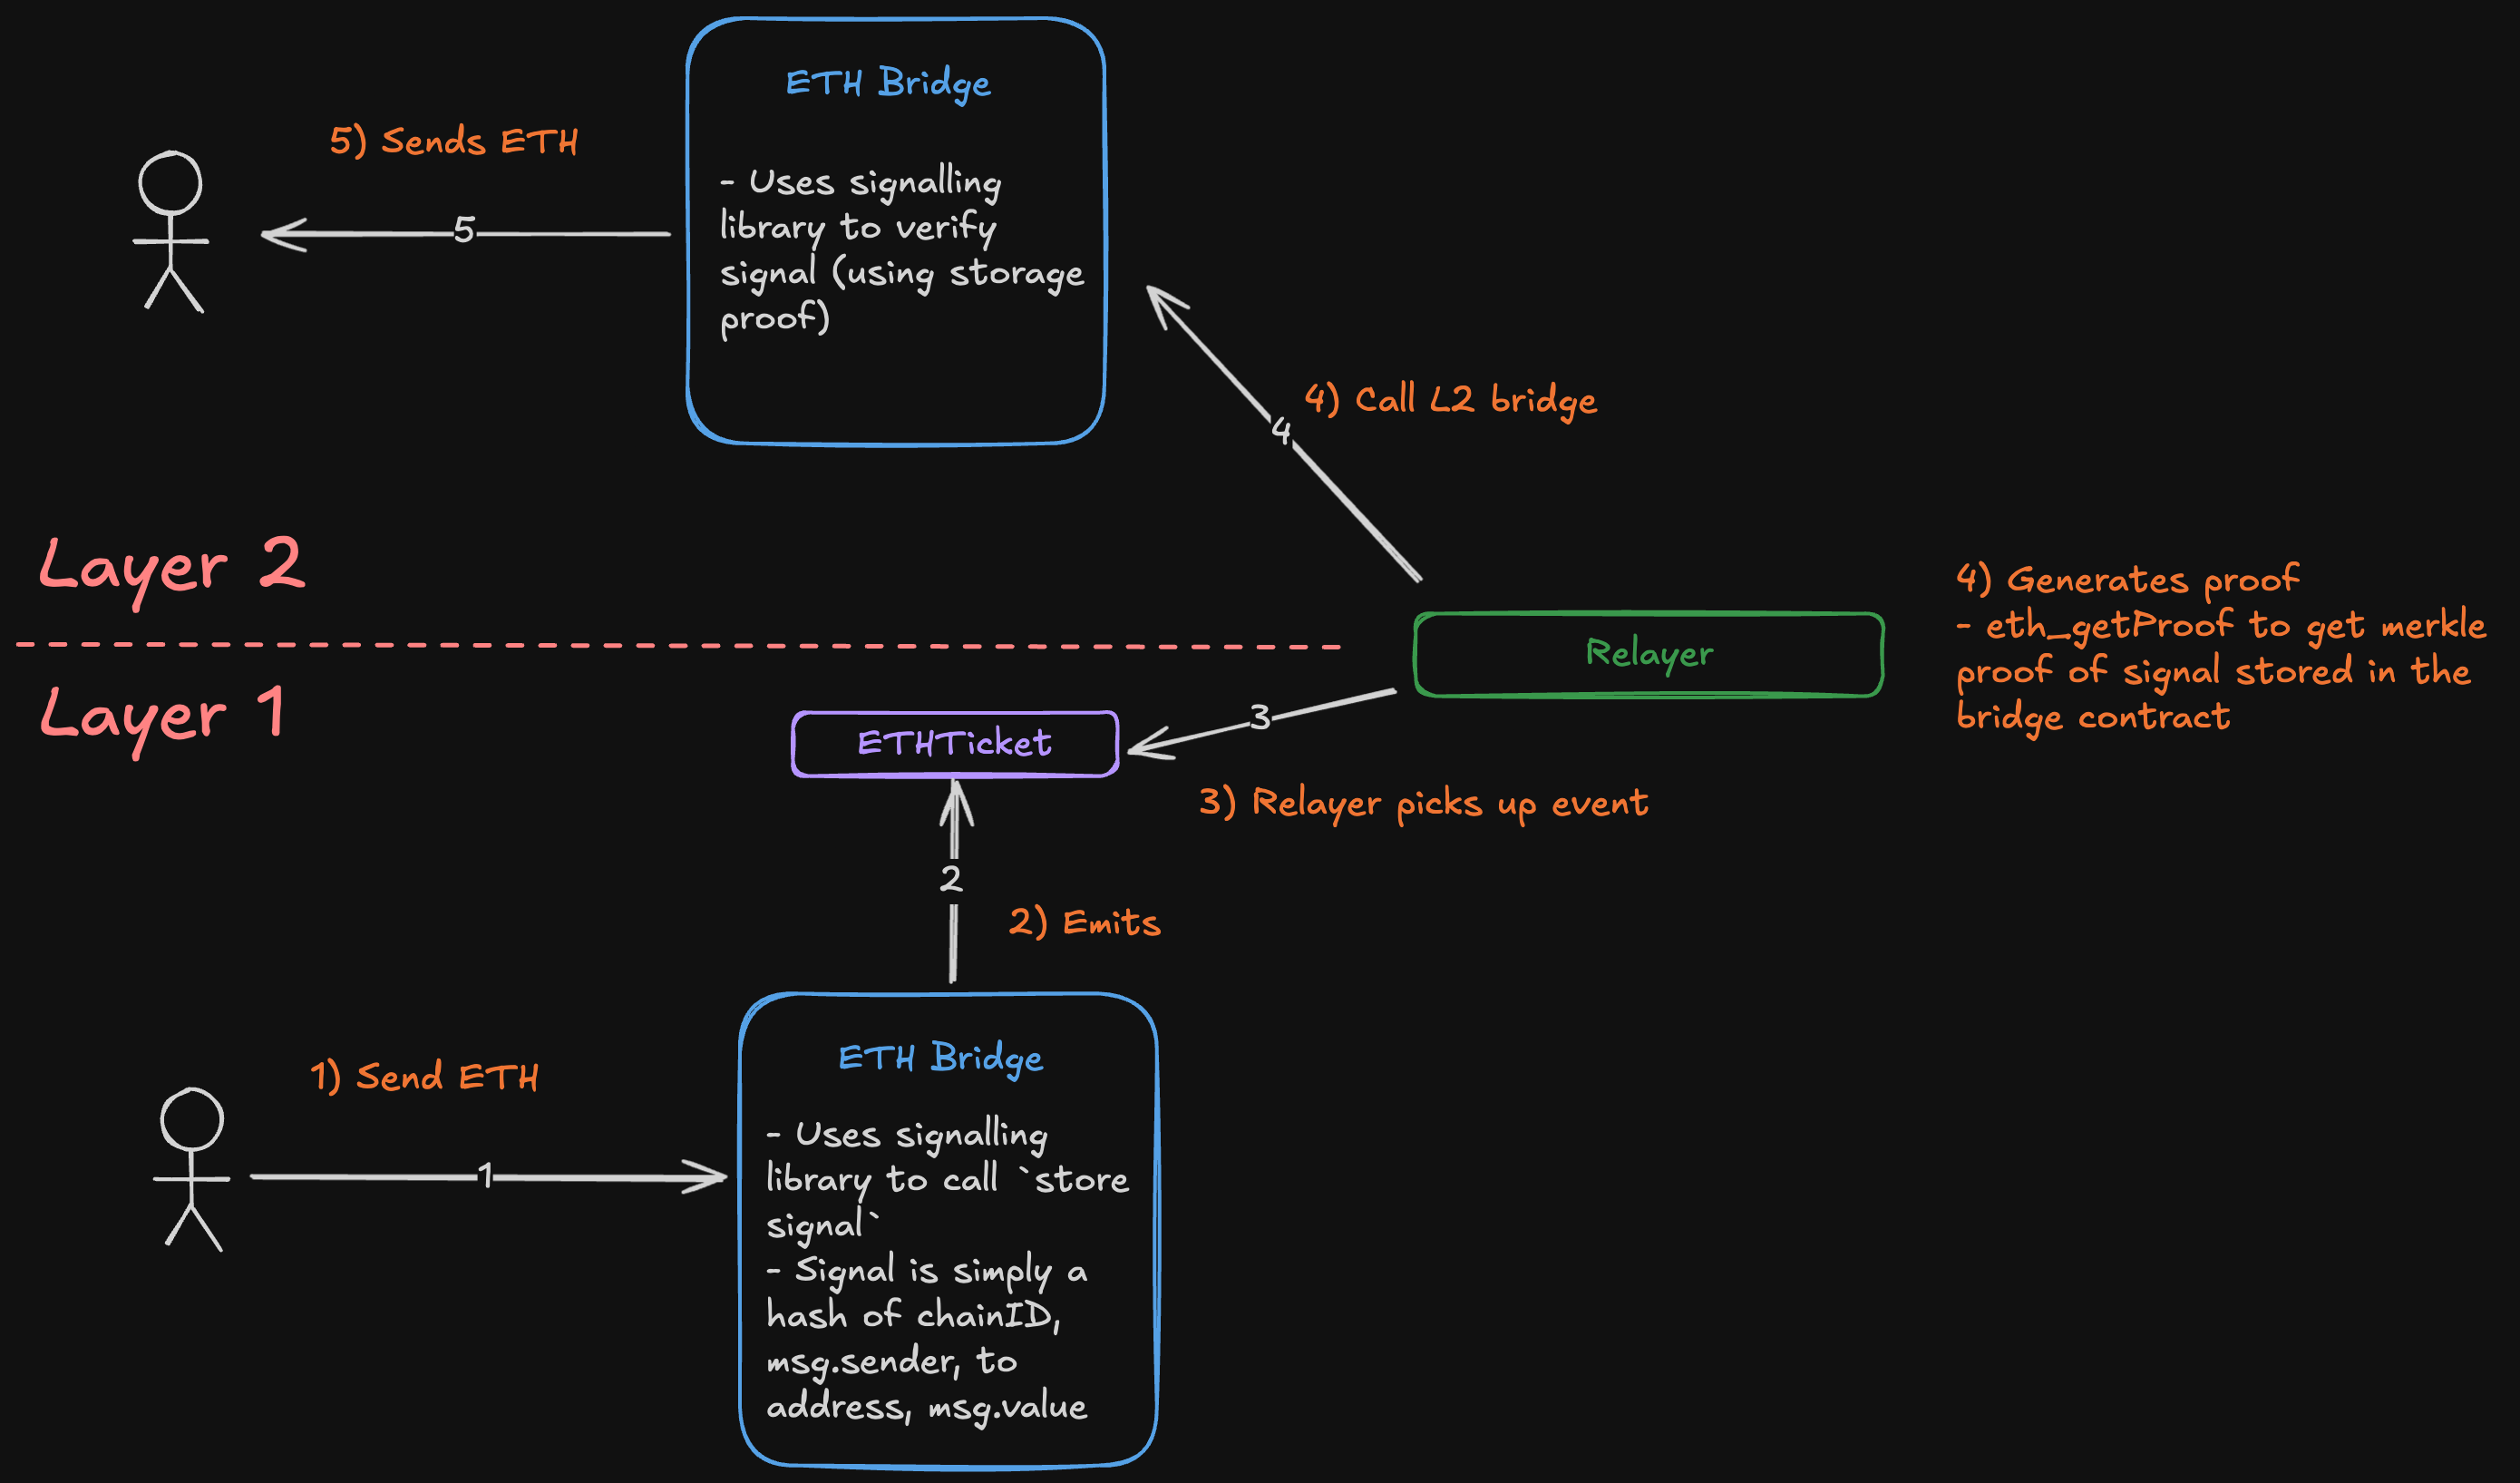 ETH Bridge
- Uses signalling
library to verify
signal (using storage
proof)
5) Sends ETH
5
4) Call L2 bridge
4
Layer 2
Relayer
4) Generates proof
- eth_getProof to get merkle
proof of signal stored in the
bridge contract
Layer 1
ETHTicket
3
3) Relayer picks up event
2
2) Emits
1) Send ETH
1
ETH Bridge
- Uses signalling
library to call `store
signal`
- Signal is simply a
hash of chainID,
msg.sender, to
address, msg.value